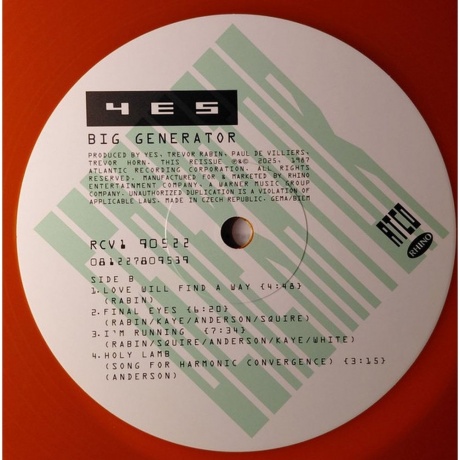 YES
BIG GENERATOR
PRODUCED BY YES, TREVOR RABIN, PAUL DE VILLIERS,
TREVOR HORN. THIS REISSUE ℗© 2025, 1987
ATLANTIC RECORDING CORPORATION. ALL RIGHTS
RESERVED. MANUFACTURED FOR & MARKETED BY RHINO
ENTERTAINMENT COMPANY, A WARNER MUSIC GROUP
COMPANY. UNAUTHORIZED DUPLICATION IS A VIOLATION OF
APPLICABLE LAWS. MADE IN CZECH REPUBLIC. GEMA/BIEM
ATCO
RHINO
RCV1 90522
081227809539
SIDE B
1. LOVE WILL FIND A WAY {4:48}
(RABIN)
2. FINAL EYES {6:20}
(RABIN/KAYE/ANDERSON/SQUIRE)
3. I'M RUNNING {7:34}
(RABIN/SQUIRE/ANDERSON/KAYE/WHITE)
4. HOLY LAMB
(SONG FOR HARMONIC CONVERGENCE) {3:15}
(ANDERSON)